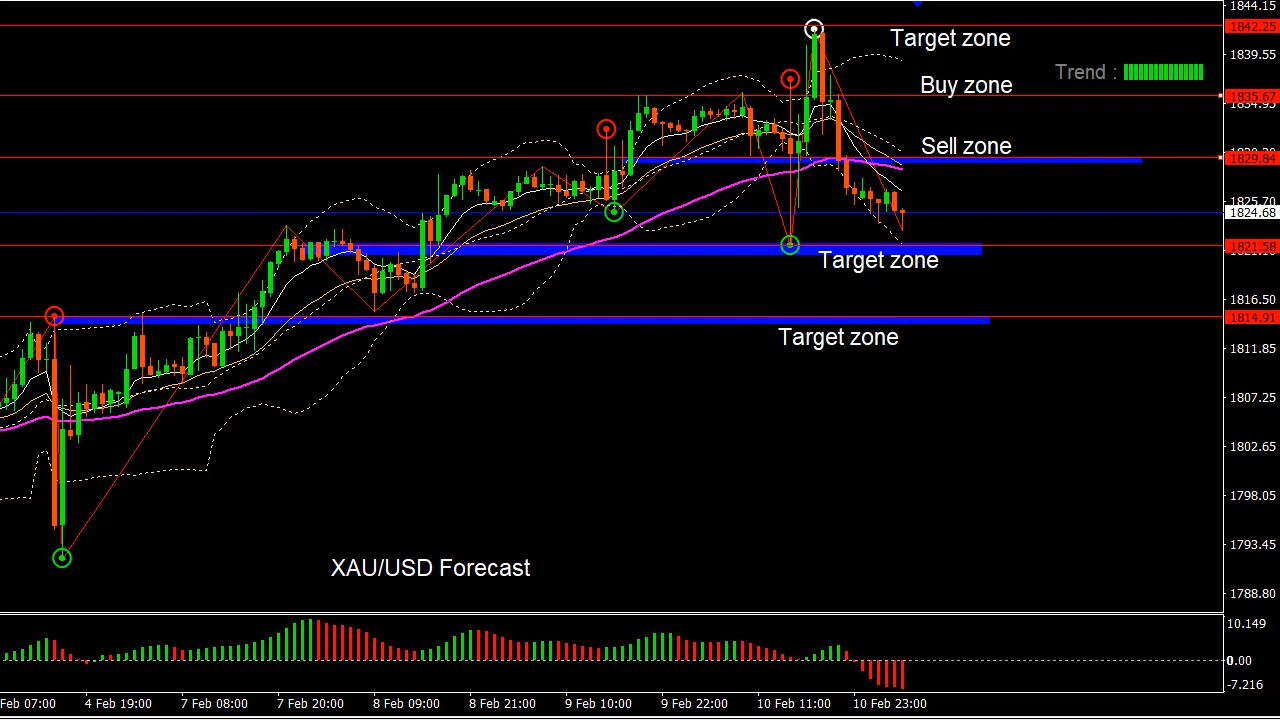 1844.15
1842.25
Target zone
1839.55
Trend :
Buy zone
1835.67
1834.95
Sell zone
1829.84
1825.70
1824.68
1821.58
Target zone
1816.50
1814.91
Target zone
1811.85
1807.25
1802.65
1798.05
1793.45
XAU/USD Forecast
1788.80
10.149
0.00
-7.216
Feb 07:00 4 Feb 19:00 7 Feb 08:00 7 Feb 20:00 8 Feb 09:00 8 Feb 21:00 9 Feb 10:00 9 Feb 22:00 10 Feb 11:00 10 Feb 23:00